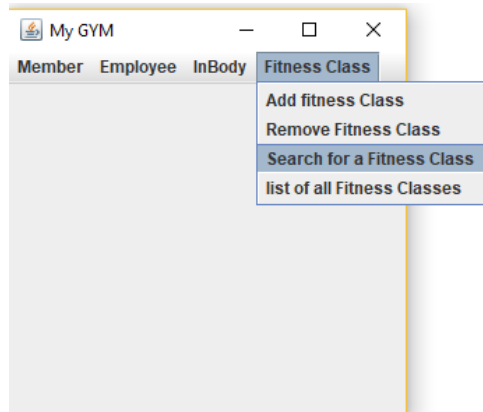 My GYM
Member Employee InBody Fitness Class
Add fitness Class
Remove Fitness Class
Search for a Fitness Class
list of all Fitness Classes